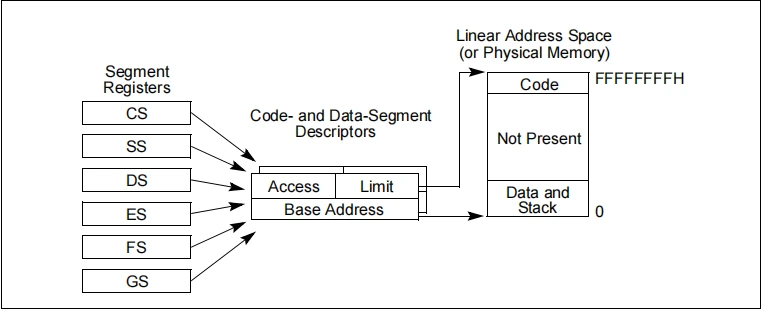 Segment
Registers
CS
SS
DS
ES
FS
GS
Code- and Data-Segment
Descriptors
Access
Limit
Base Address
Linear Address Space
(or Physical Memory)
Code
FFFFFFFFH
Not Present
Data and
Stack
0